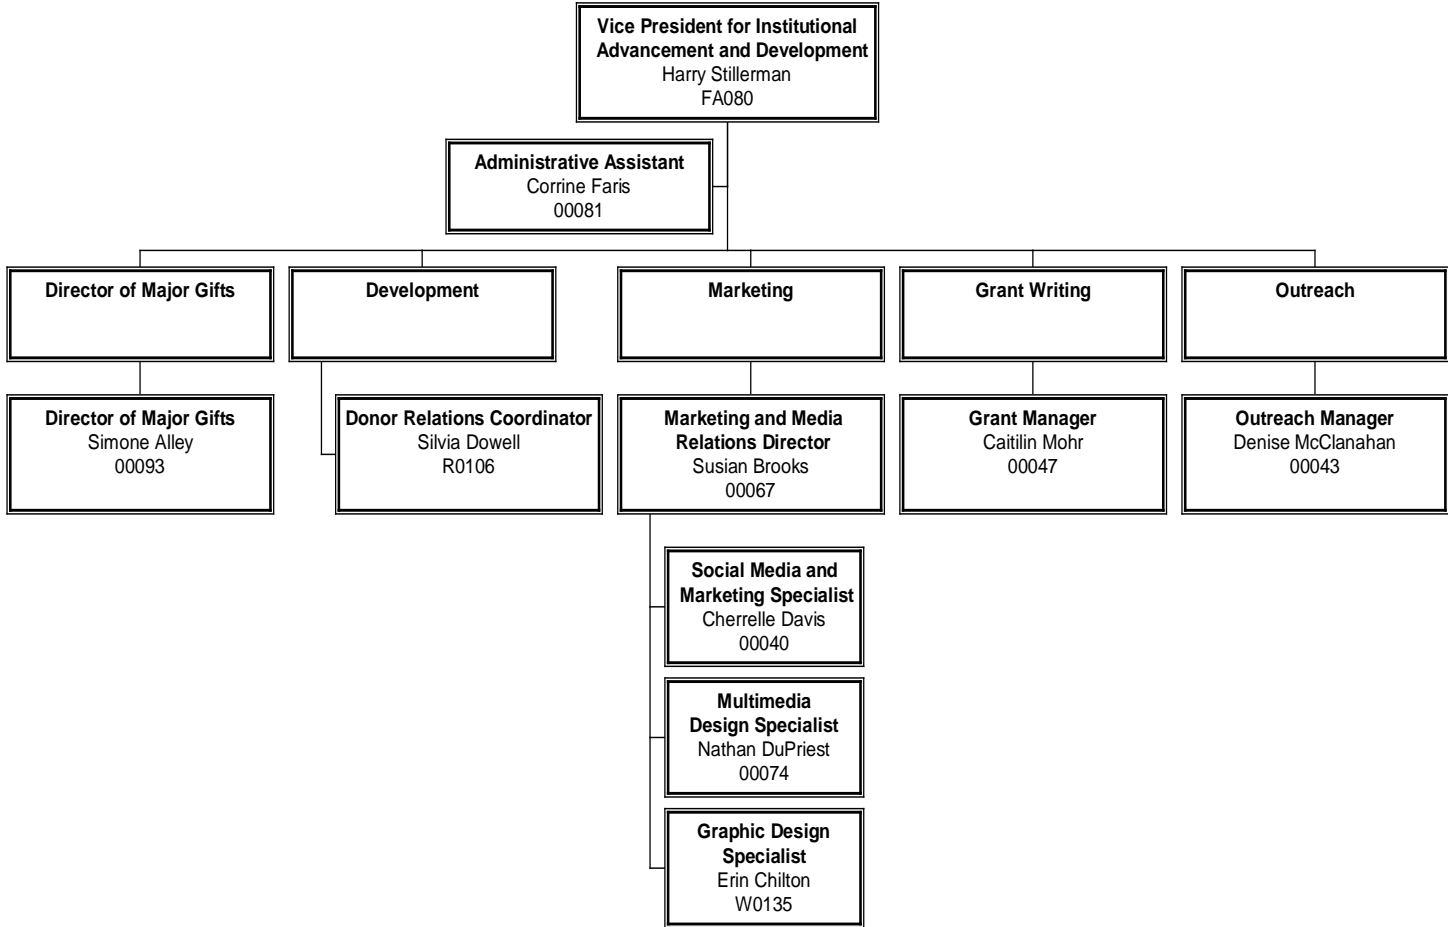 Vice President for Institutional
Advancement and Development
Harry Stillerman
FA080
Administrative Assistant
Corrine Faris
00081
Director of Major Gifts
Development
Marketing
Grant Writing
Outreach
Director of Major Gifts
Simone Alley
00093
Donor Relations Coordinator
Silvia Dowell
R0106
Marketing and Media
Relations Director
Susian Brooks
00067
Grant Manager
Caitilin Mohr
00047
Outreach Manager
Denise McClanahan
00043
Social Media and
Marketing Specialist
Cherrelle Davis
00040
Multimedia
Design Specialist
Nathan DuPriest
00074
Graphic Design
Specialist
Erin Chilton
W0135